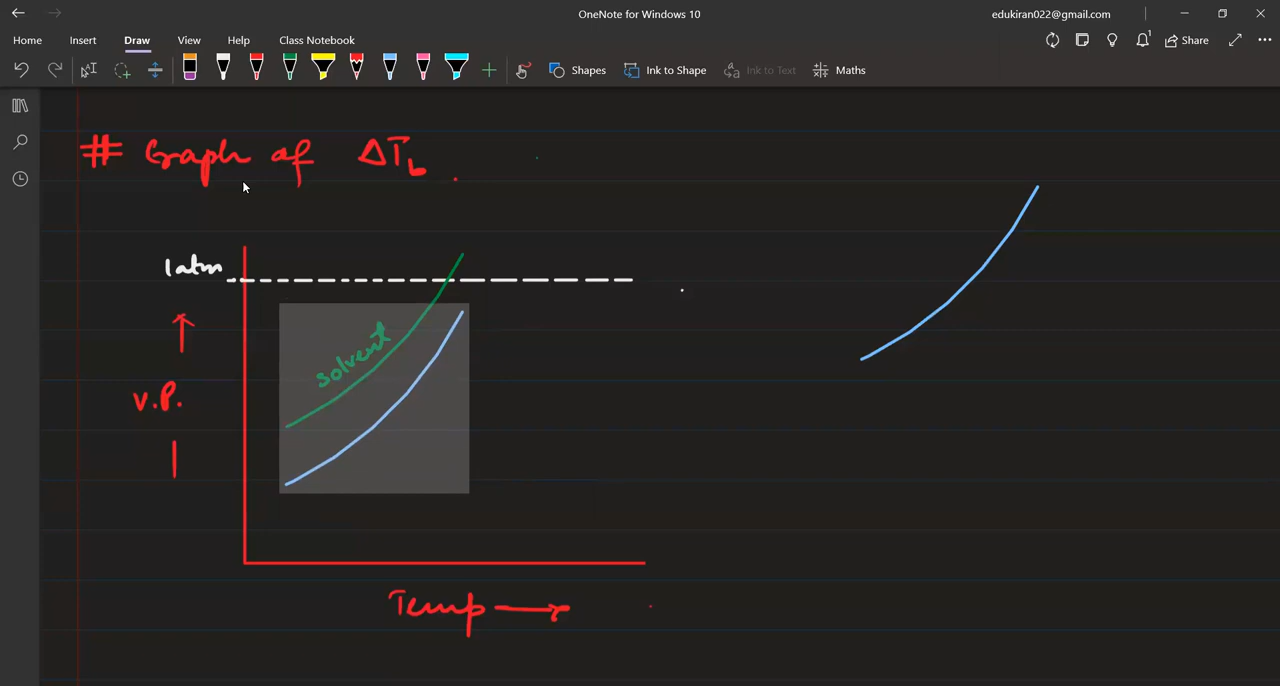 OneNote for Windows 10
edukiran022@gmail.com
Home Insert Draw View Help Class Notebook
Share
Shapes Ink to Shape Ink to Text Maths
# Graph of ΔTb .
1atm
solvent
V.P.
Temp